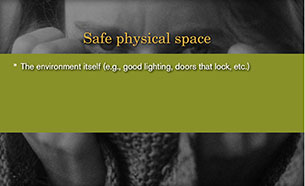 Safe physical space
* The environment itself (e.g., good lighting, doors that lock, etc.)